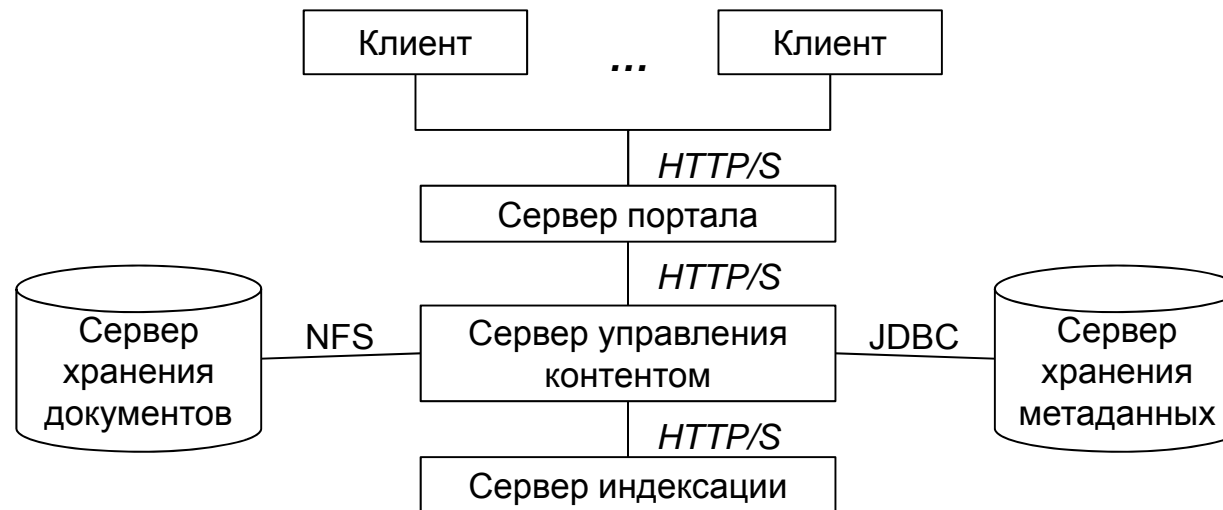 Клиент
...
Клиент
HTTP/S
Сервер портала
HTTP/S
Сервер
хранения
документов
NFS
Сервер управления
контентом
JDBC
Сервер
хранения
метаданных
HTTP/S
Сервер индексации